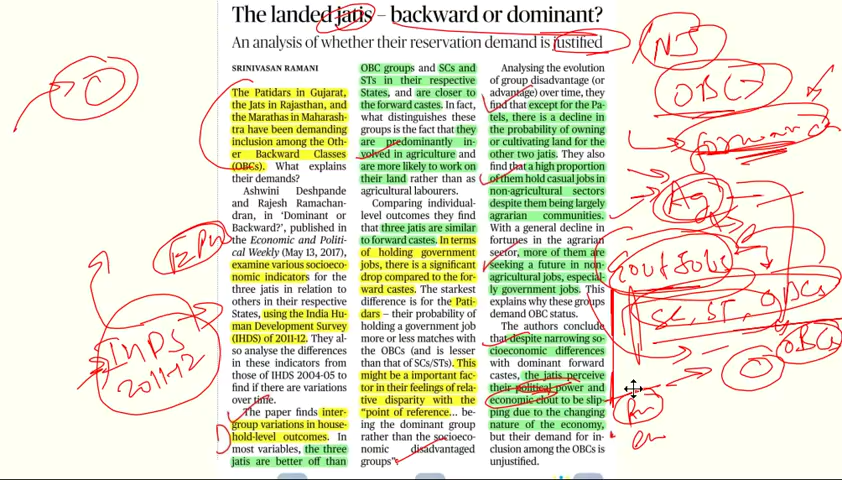 The landed jatis – backward or dominant?
An analysis of whether their reservation demand is justified
SRINIVASAN RAMANI
The Patidars in Gujarat,
the Jats in Rajasthan, and
the Marathas in Maharash-
tra have been demanding
inclusion among the Oth-
er Backward Classes
(OBCs). What explains
their demands?
Ashwini Deshpande
and Rajesh Ramachan-
dran, in ‘Dominant or
Backward?’, published in
the Economic and Politi-
cal Weekly (May 13, 2017),
examine various socioeco-
nomic indicators for the
three jatis in relation to
others in their respective
States, using the India Hu-
man Development Survey
(IHDS) of 2011-12. They al-
so analyse the differences
in these indicators from
those of IHDS 2004-05 to
find if there are variations
over time.
The paper finds inter-
group variations in house-
hold-level outcomes. In
most variables, the three
jatis are better off than
OBC groups and SCs and
STs in their respective
States, and are closer to
the forward castes. In fact,
what distinguishes these
groups is the fact that they
are predominantly in-
volved in agriculture and
are more likely to work on
their land rather than as
agricultural labourers.
Comparing individual-
level outcomes they find
that three jatis are similar
to forward castes. In terms
of holding government
jobs, there is a significant
drop compared to the for-
ward castes. The starkest
difference is for the Pati-
dars – their probability of
holding a government job
more or less matches with
the OBCs (and is lesser
than that of SCs/STs). This
might be a important factor
in their feelings of rela-
tive disparity with the
“point of reference... be-
ing the dominant group
rather than the socioeco-
nomic disadvantaged
groups”.
Analysing the evolution
of group disadvantage (or
advantage) over time, they
find that except for the Pa-
tels, there is a decline in
the probability of owning
or cultivating land for the
other two jatis. They also
find that a high proportion
of them hold casual jobs in
non-agricultural sectors
despite them being largely
agrarian communities.
With a general decline in
fortunes in the agrarian
sector, more of them are
seeking a future in non-
agricultural jobs, especial-
ly government jobs. This
explains why these groups
demand OBC status.
The authors conclude
that despite narrowing so-
cioeconomic differences
with dominant forward
castes, the jatis perceive
their political power and
economic clout to be slip-
ping due to the changing
nature of the economy,
but their demand for in-
clusion among the OBCs is
unjustified.
NJ
OBC
forward
Ag
Govt Jobs
SC, ST, OBCs
OBCs
EPW
IHDS
2011-12